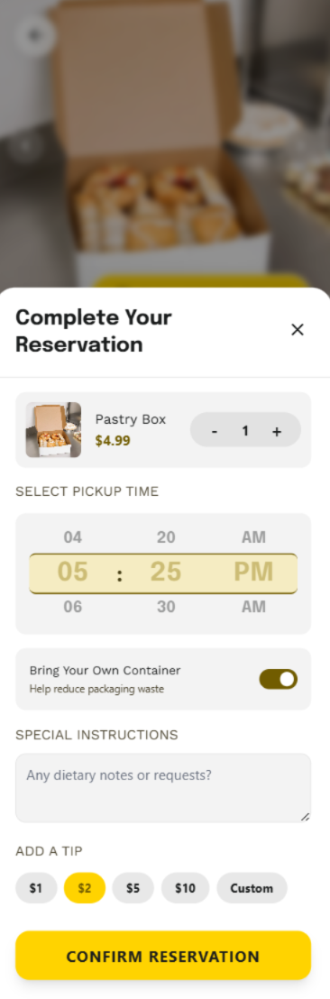 Complete Your
Reservation
Pastry Box
$4.99
- 1 +
SELECT PICKUP TIME
04 20 AM
05 : 25 PM
06 30 AM
Bring Your Own Container
Help reduce packaging waste
SPECIAL INSTRUCTIONS
Any dietary notes or requests?
ADD A TIP
$1 $2 $5 $10 Custom
CONFIRM RESERVATION